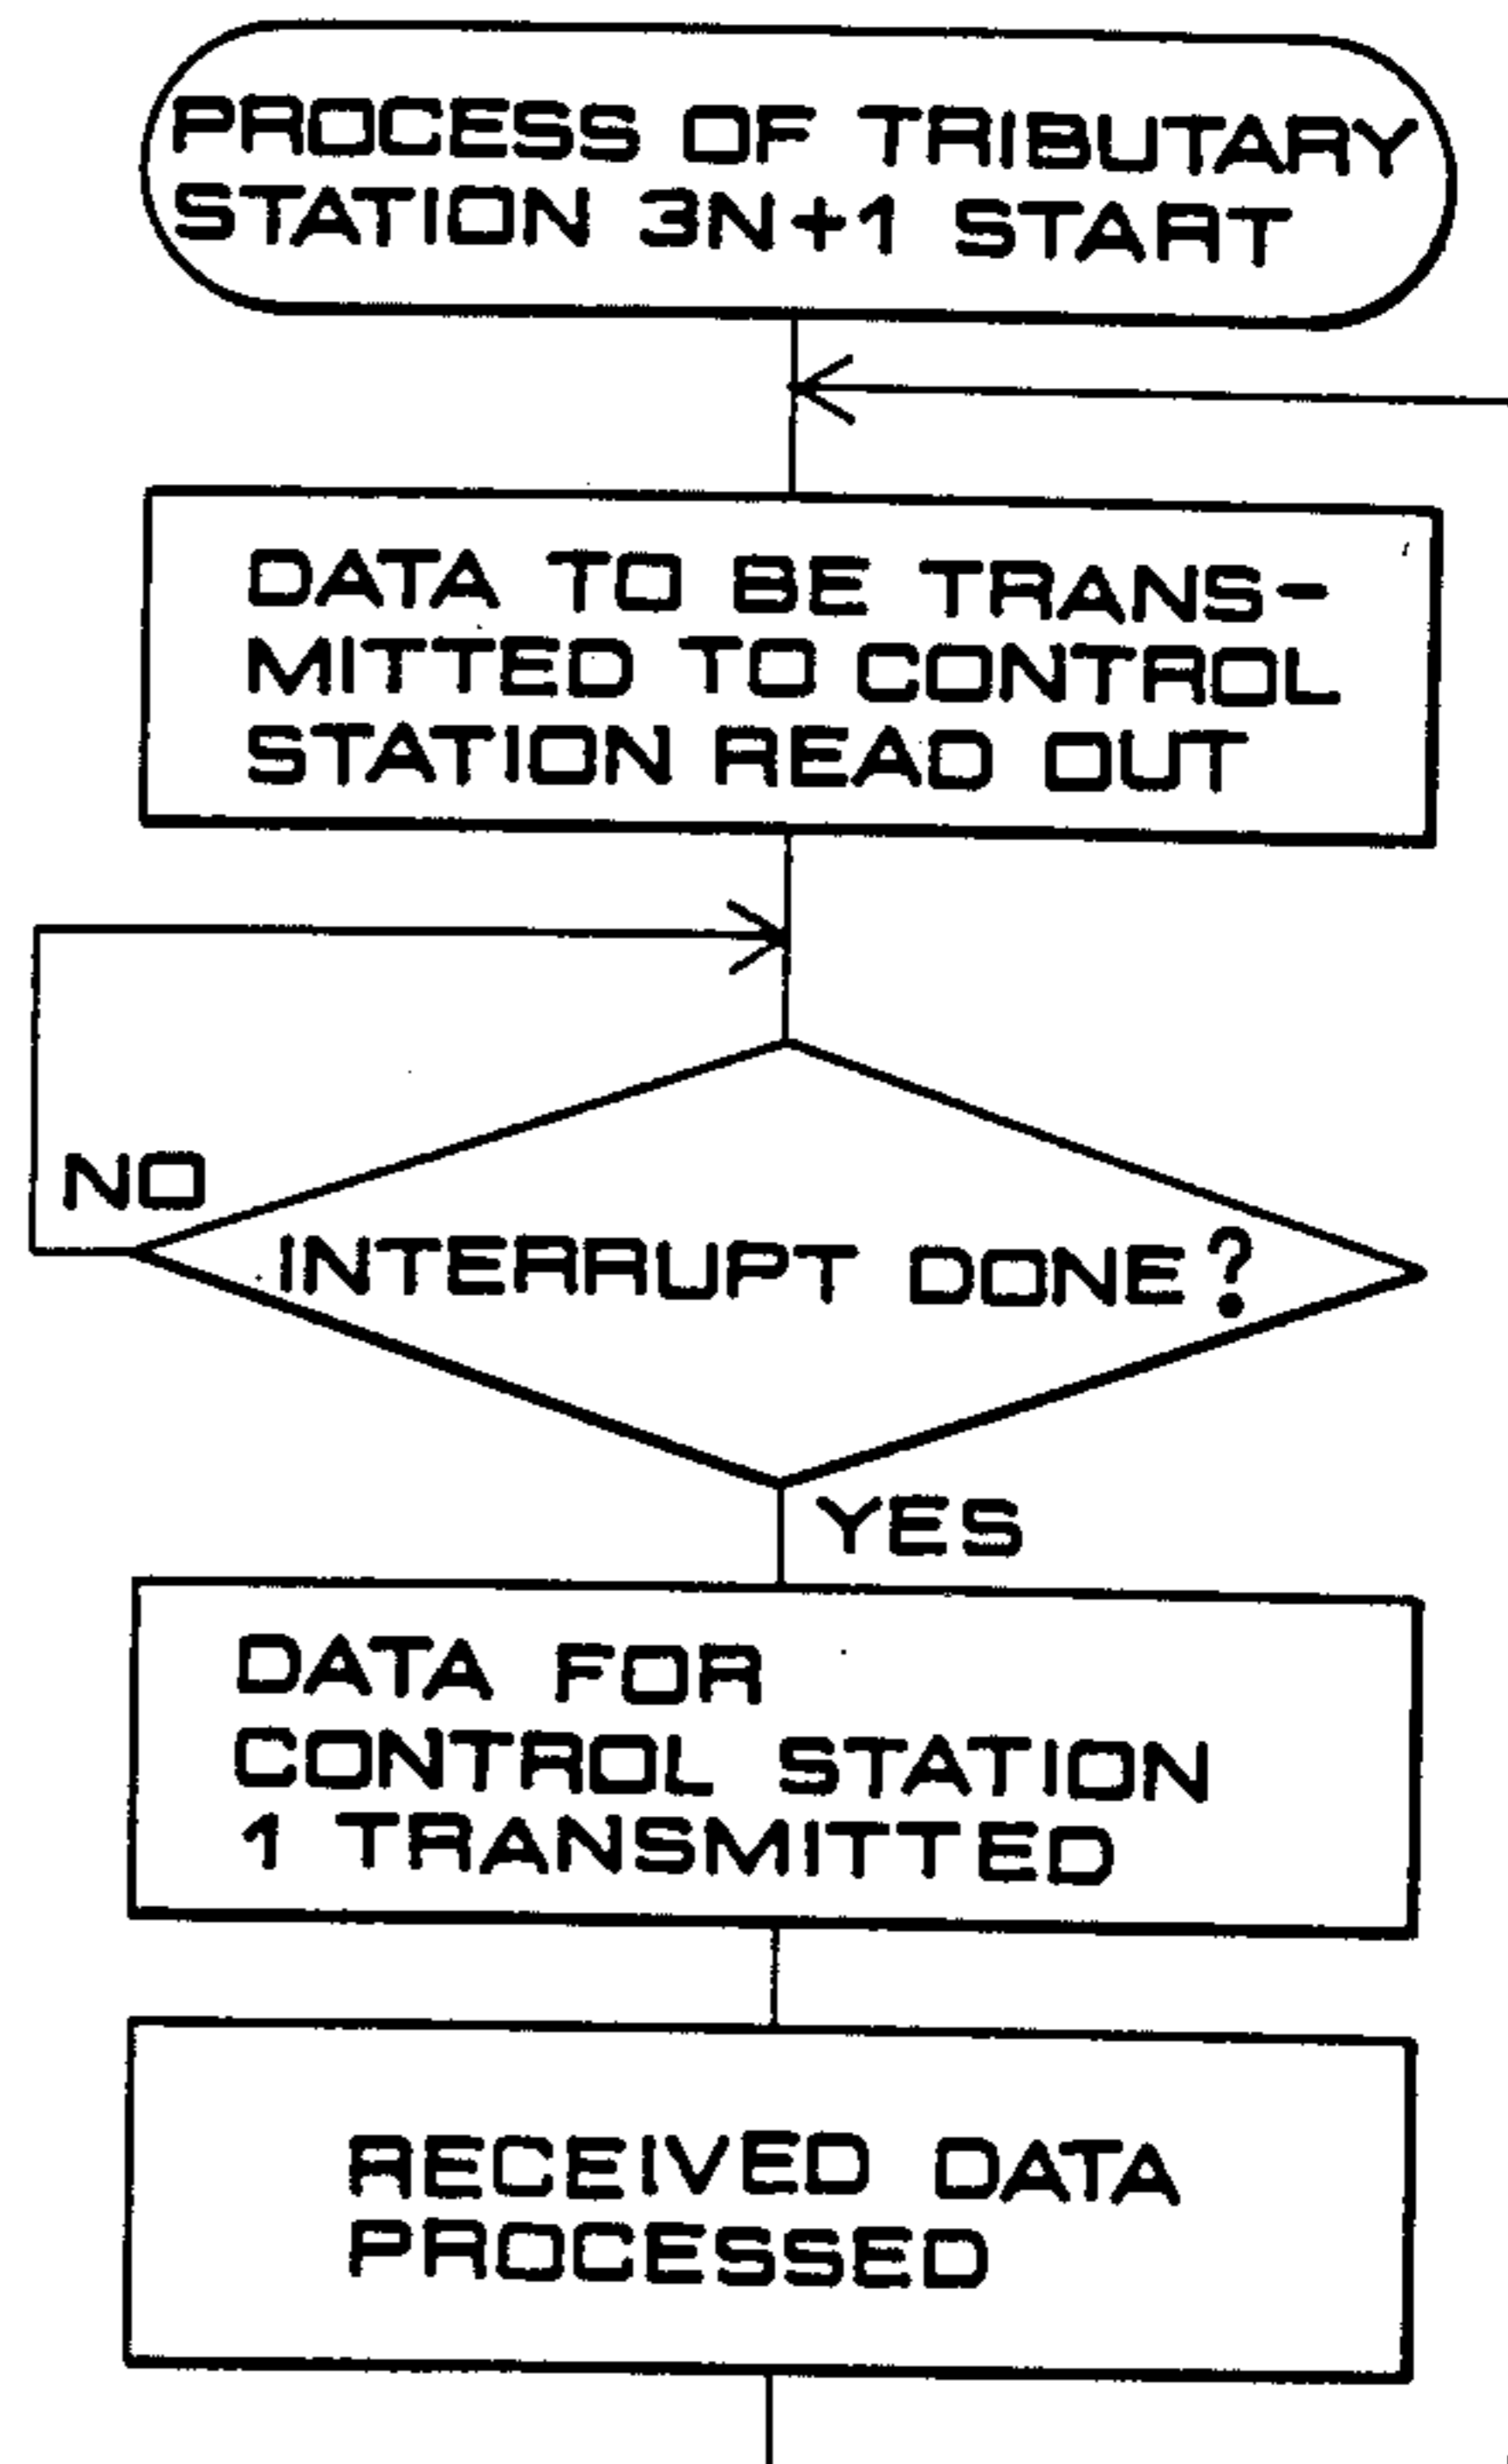 PROCESS OF TRIBUTARY
STATION 3N+1 START
DATA TO BE TRANS-
MITTED TO CONTROL
STATION READ OUT
NO
INTERRUPT DONE?
YES
DATA FOR
CONTROL STATION
1 TRANSMITTED
RECEIVED DATA
PROCESSED